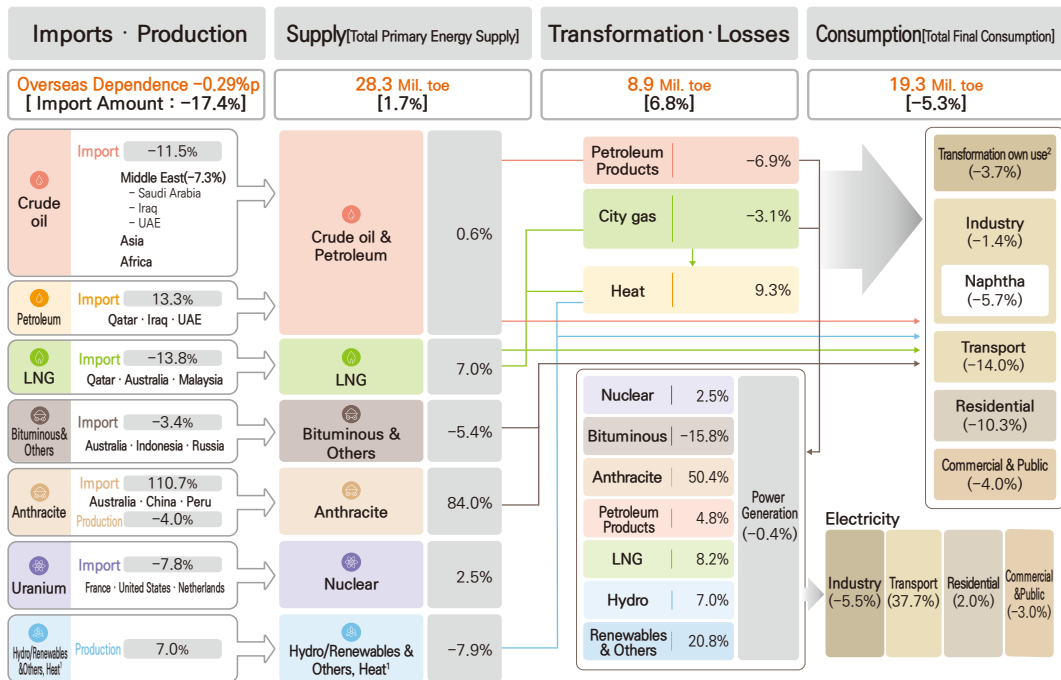 Imports · Production
Overseas Dependence -0.29%p
[ Import Amount : -17.4%]
Crude
oil
Import
-11.5%
Middle East(-7.3%)
- Saudi Arabia
- Iraq
- UAE
Asia
Africa
Petroleum
Import
13.3%
Qatar · Iraq · UAE
LNG
Import
-13.8%
Qatar · Australia · Malaysia
Bituminous&
Others
Import
-3.4%
Australia · Indonesia · Russia
Anthracite
Import
110.7%
Australia · China · Peru
Production
-4.0%
Uranium
Import
-7.8%
France · United States · Netherlands
Hydro/Renewables
&Others, Heat¹
Production
7.0%
Supply[Total Primary Energy Supply]
28.3 Mil. toe
[1.7%]
Crude oil &
Petroleum
0.6%
LNG
7.0%
Bituminous &
Others
-5.4%
Anthracite
84.0%
Nuclear
2.5%
Hydro/Renewables &
Others, Heat¹
-7.9%
Transformation · Losses
8.9 Mil. toe
[6.8%]
Petroleum
Products
-6.9%
City gas
-3.1%
Heat
9.3%
Nuclear
2.5%
Bituminous
-15.8%
Anthracite
50.4%
Petroleum
Products
4.8%
LNG
8.2%
Hydro
7.0%
Renewables
& Others
20.8%
Power
Generation
(-0.4%)
Consumption[Total Final Consumption]
19.3 Mil. toe
[-5.3%]
Transformation own use²
(-3.7%)
Industry
(-1.4%)
Naphtha
(-5.7%)
Transport
(-14.0%)
Residential
(-10.3%)
Commercial & Public
(-4.0%)
Electricity
Industry
(-5.5%)
Transport
(37.7%)
Residential
(2.0%)
Commercial
&Public
(-3.0%)